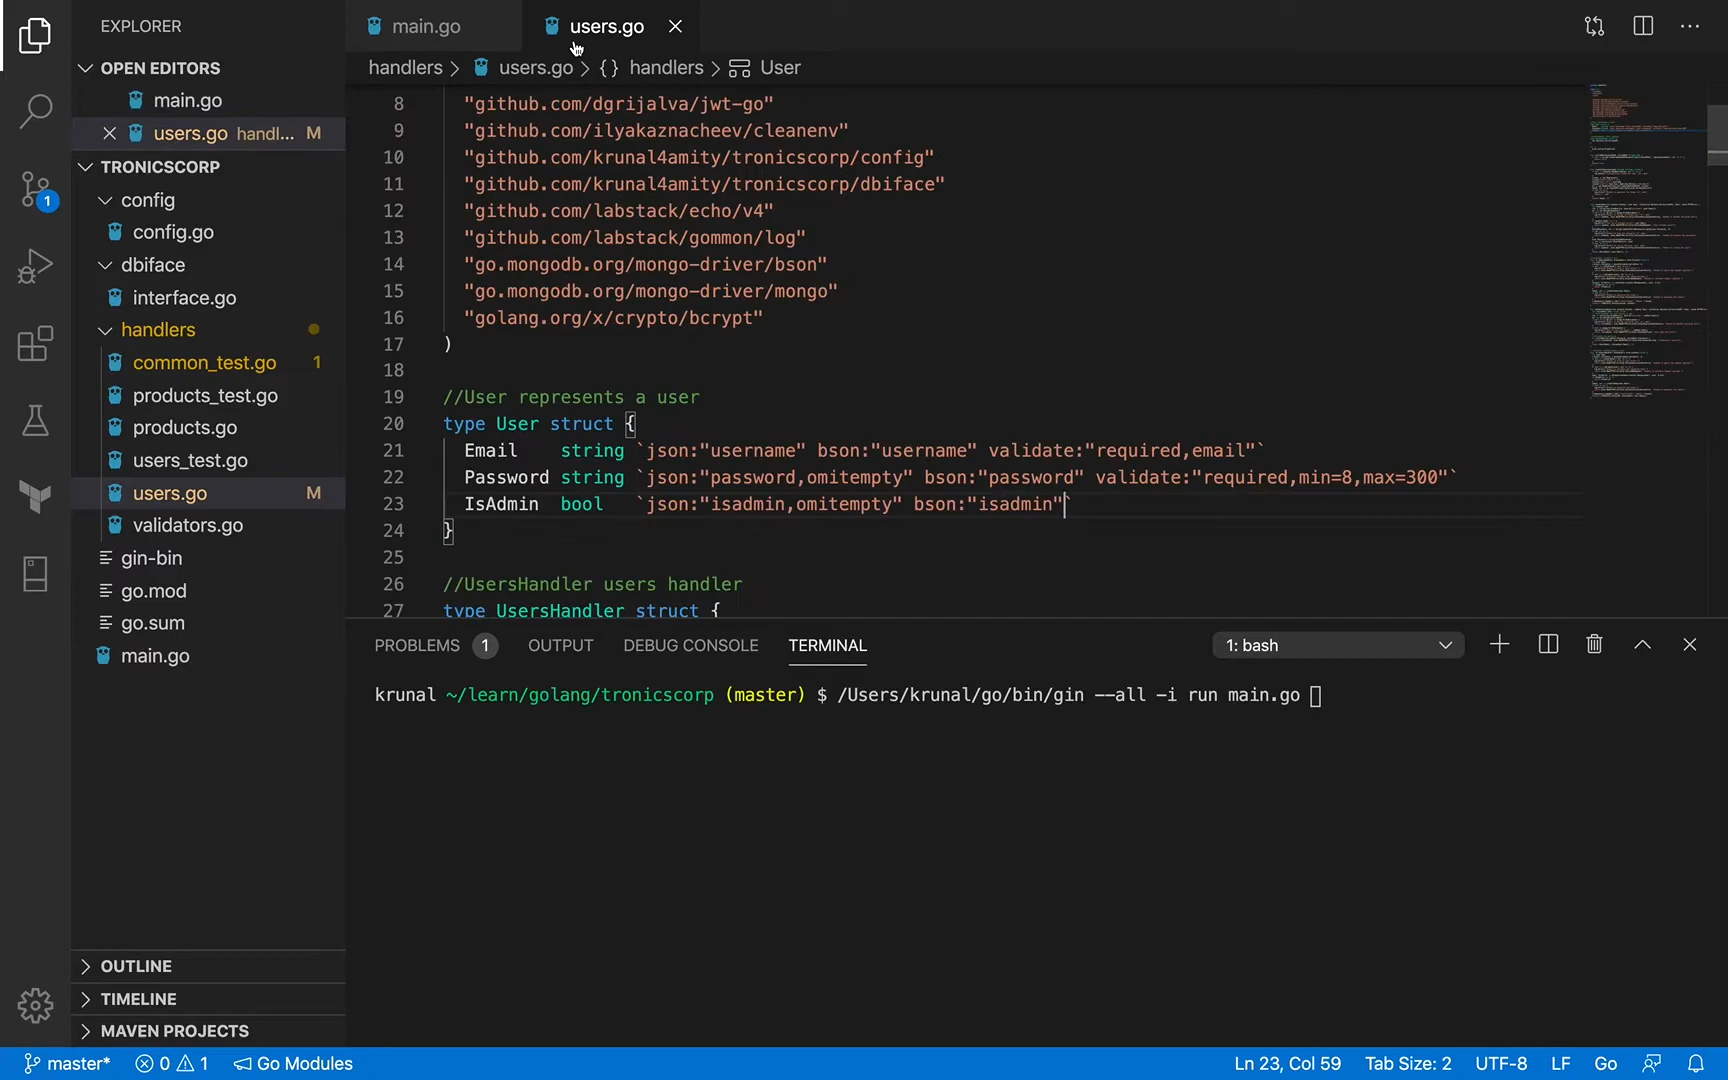 EXPLORER
OPEN EDITORS
main.go
users.go handl... M
TRONICSCORP
config
config.go
dbiface
interface.go
handlers
common_test.go 1
products_test.go
products.go
users_test.go
users.go M
validators.go
gin-bin
go.mod
go.sum
main.go
OUTLINE
TIMELINE
MAVEN PROJECTS
1
main.go
users.go
handlers > users.go > {} handlers > User
8 "github.com/dgrijalva/jwt-go"
9 "github.com/ilyakaznacheev/cleanenv"
10 "github.com/krunal4amity/tronicscorp/config"
11 "github.com/krunal4amity/tronicscorp/dbiface"
12 "github.com/labstack/echo/v4"
13 "github.com/labstack/gommon/log"
14 "go.mongodb.org/mongo-driver/bson"
15 "go.mongodb.org/mongo-driver/mongo"
16 "golang.org/x/crypto/bcrypt"
17 )
18
19 //User represents a user
20 type User struct {
21 Email string `json:"username" bson:"username" validate:"required,email"`
22 Password string `json:"password,omitempty" bson:"password" validate:"required,min=8,max=300"`
23 IsAdmin bool `json:"isadmin,omitempty" bson:"isadmin"`
24 }
25
26 //UsersHandler users handler
27 type UsersHandler struct {
PROBLEMS 1 OUTPUT DEBUG CONSOLE TERMINAL 1: bash
krunal ~/learn/golang/tronicscorp (master) $ /Users/krunal/go/bin/gin --all -i run main.go
master* 0 1 Go Modules Ln 23, Col 59 Tab Size: 2 UTF-8 LF Go